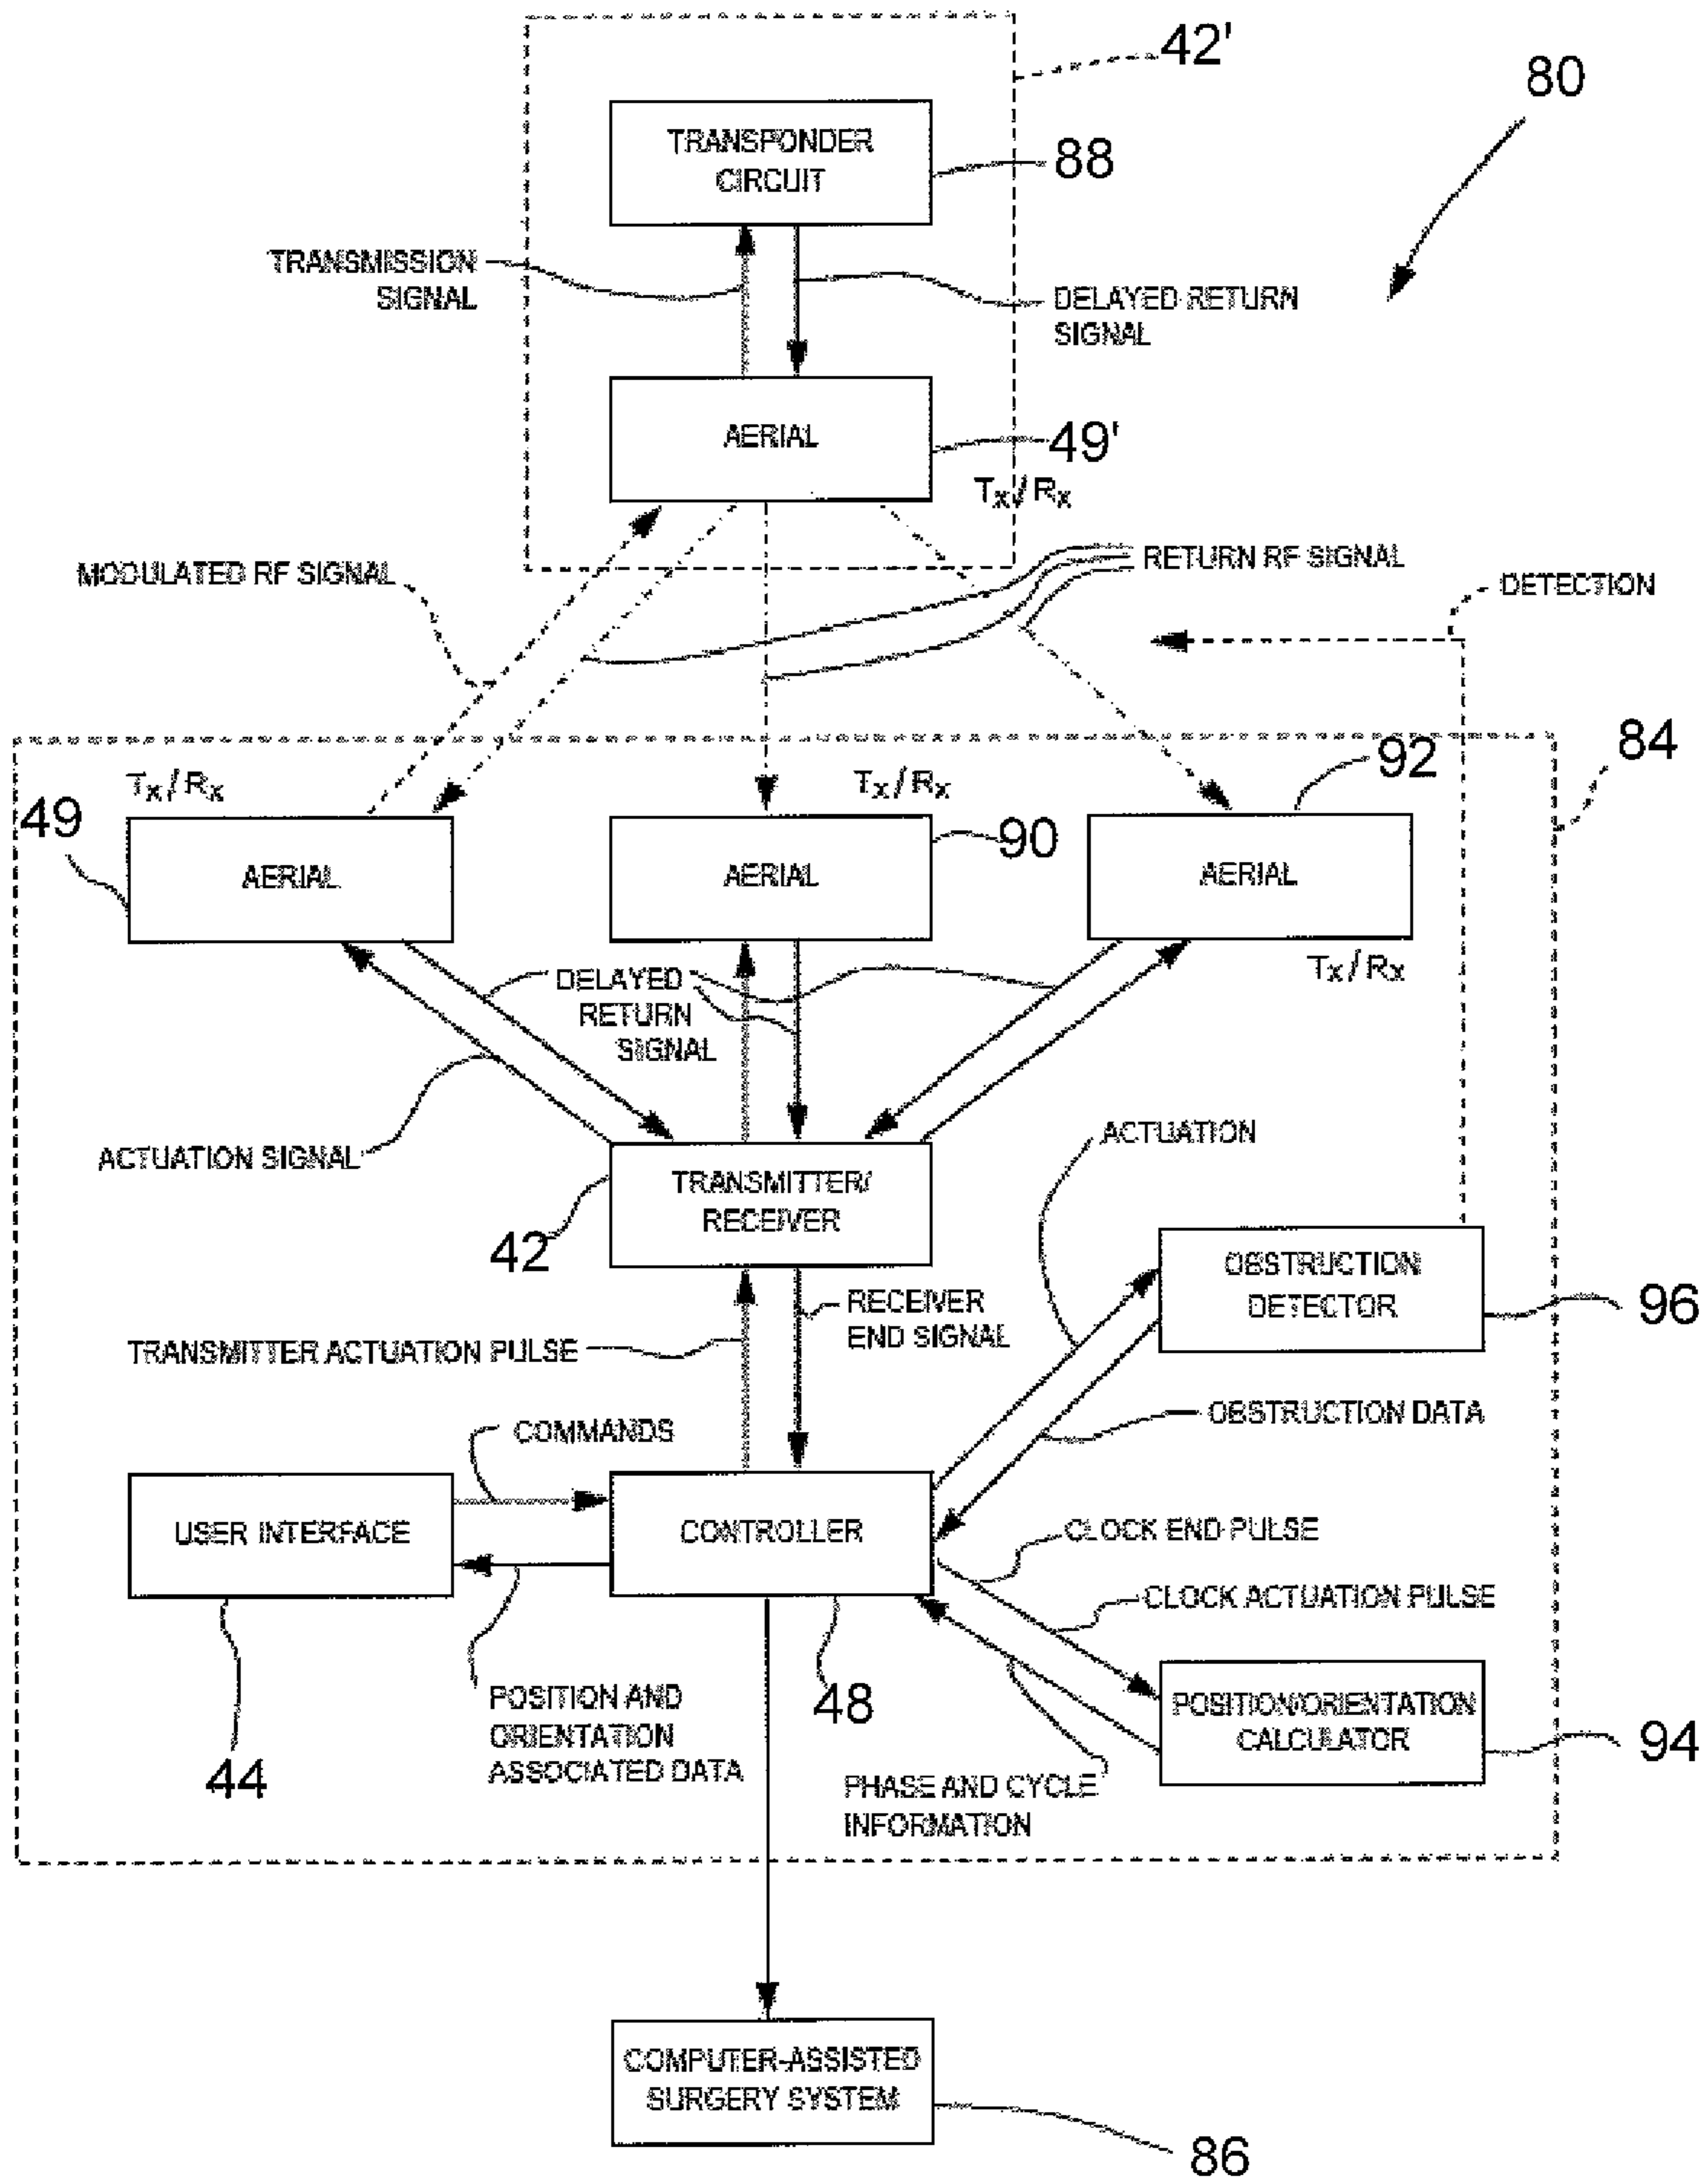 42'
80
TRANSPONDER
CIRCUIT
88
TRANSMISSION
SIGNAL
DELAYED RETURN
SIGNAL
AERIAL
49'
Tx/Rx
MODULATED RF SIGNAL
RETURN RF SIGNAL
DETECTION
84
Tx/Rx
Tx/Rx
92
49
90
AERIAL
AERIAL
AERIAL
Tx/Rx
DELAYED
RETURN
SIGNAL
ACTUATION SIGNAL
ACTUATION
TRANSMITTER/
RECEIVER
42
OBSTRUCTION
DETECTOR
96
RECEIVER
END SIGNAL
TRANSMITTER ACTUATION PULSE
OBSTRUCTION DATA
COMMANDS
USER INTERFACE
CONTROLLER
CLOCK END PULSE
CLOCK ACTUATION PULSE
44
POSITION AND
ORIENTATION
ASSOCIATED DATA
48
POSITION/ORIENTATION
CALCULATOR
94
PHASE AND CYCLE
INFORMATION
COMPUTER-ASSISTED
SURGERY SYSTEM
86